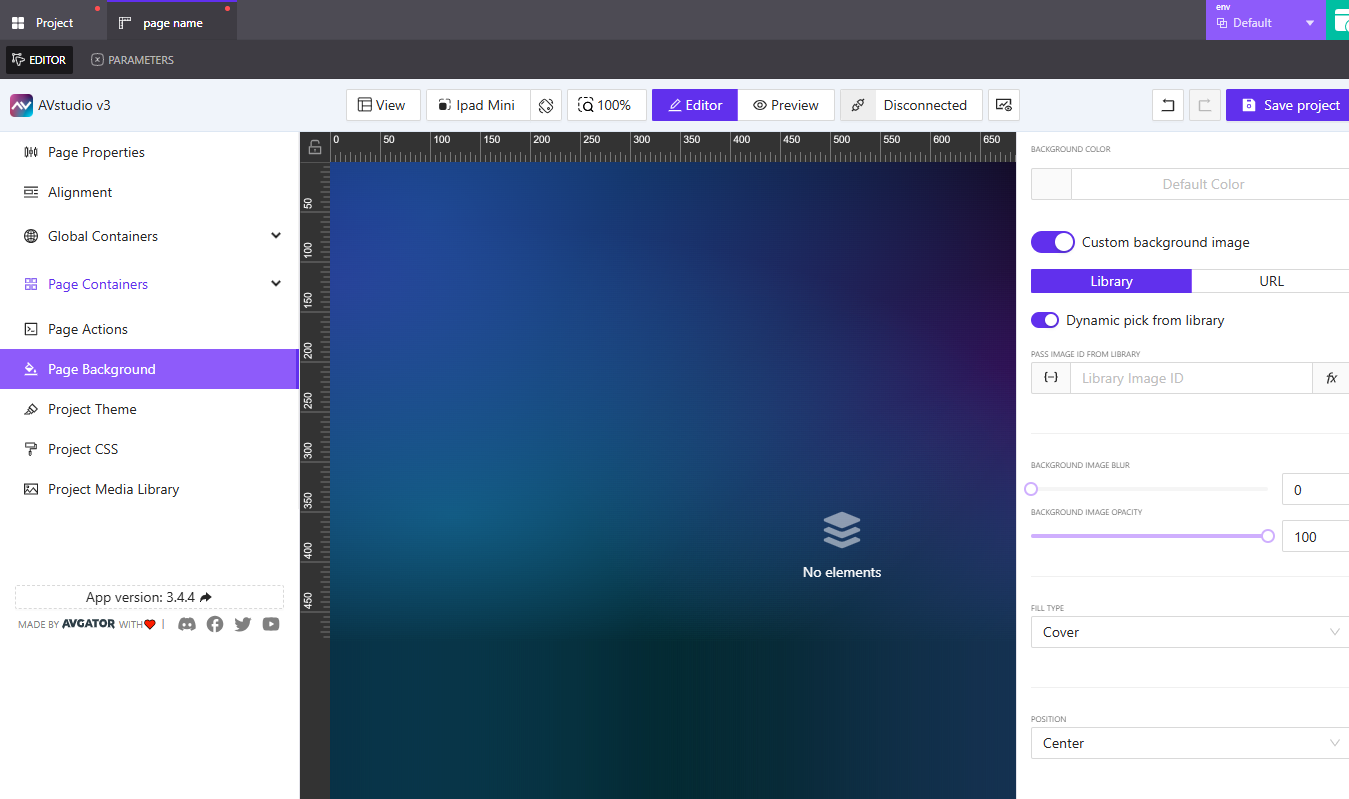 Project
page name
env
Default
EDITOR
PARAMETERS
AVstudio v3
View
Ipad Mini
100%
Editor
Preview
Disconnected
Save project
Page Properties
Alignment
Global Containers
Page Containers
Page Actions
Page Background
Project Theme
Project CSS
Project Media Library
App version: 3.4.4
MADE BY AVGATOR WITH |
0 50 100 150 200 250 300 350 400 450 500 550 600 650
50
100
150
200
250
300
350
400
450
No elements
BACKGROUND COLOR
Default Color
Custom background image
Library
URL
Dynamic pick from library
PASS IMAGE ID FROM LIBRARY
{-}
Library Image ID
fx
BACKGROUND IMAGE BLUR
0
BACKGROUND IMAGE OPACITY
100
FILL TYPE
Cover
POSITION
Center